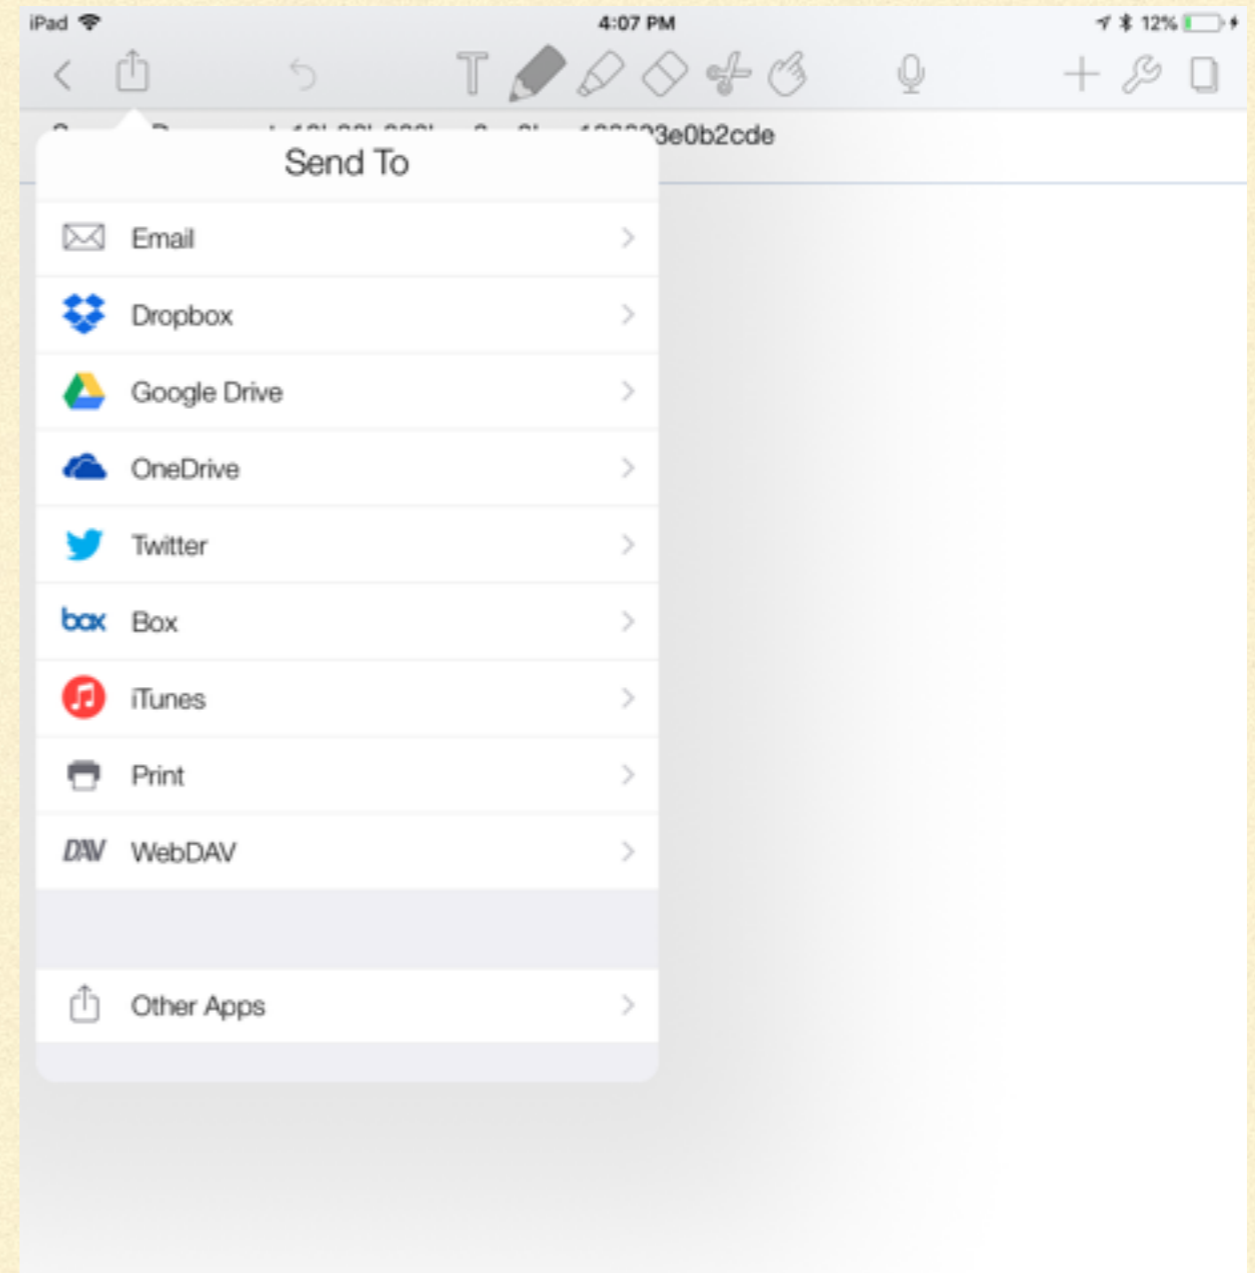 iPad
4:07 PM
12%
T
3e0b2cde
Send To
Email
Dropbox
Google Drive
OneDrive
Twitter
box Box
iTunes
Print
DAV WebDAV
Other Apps